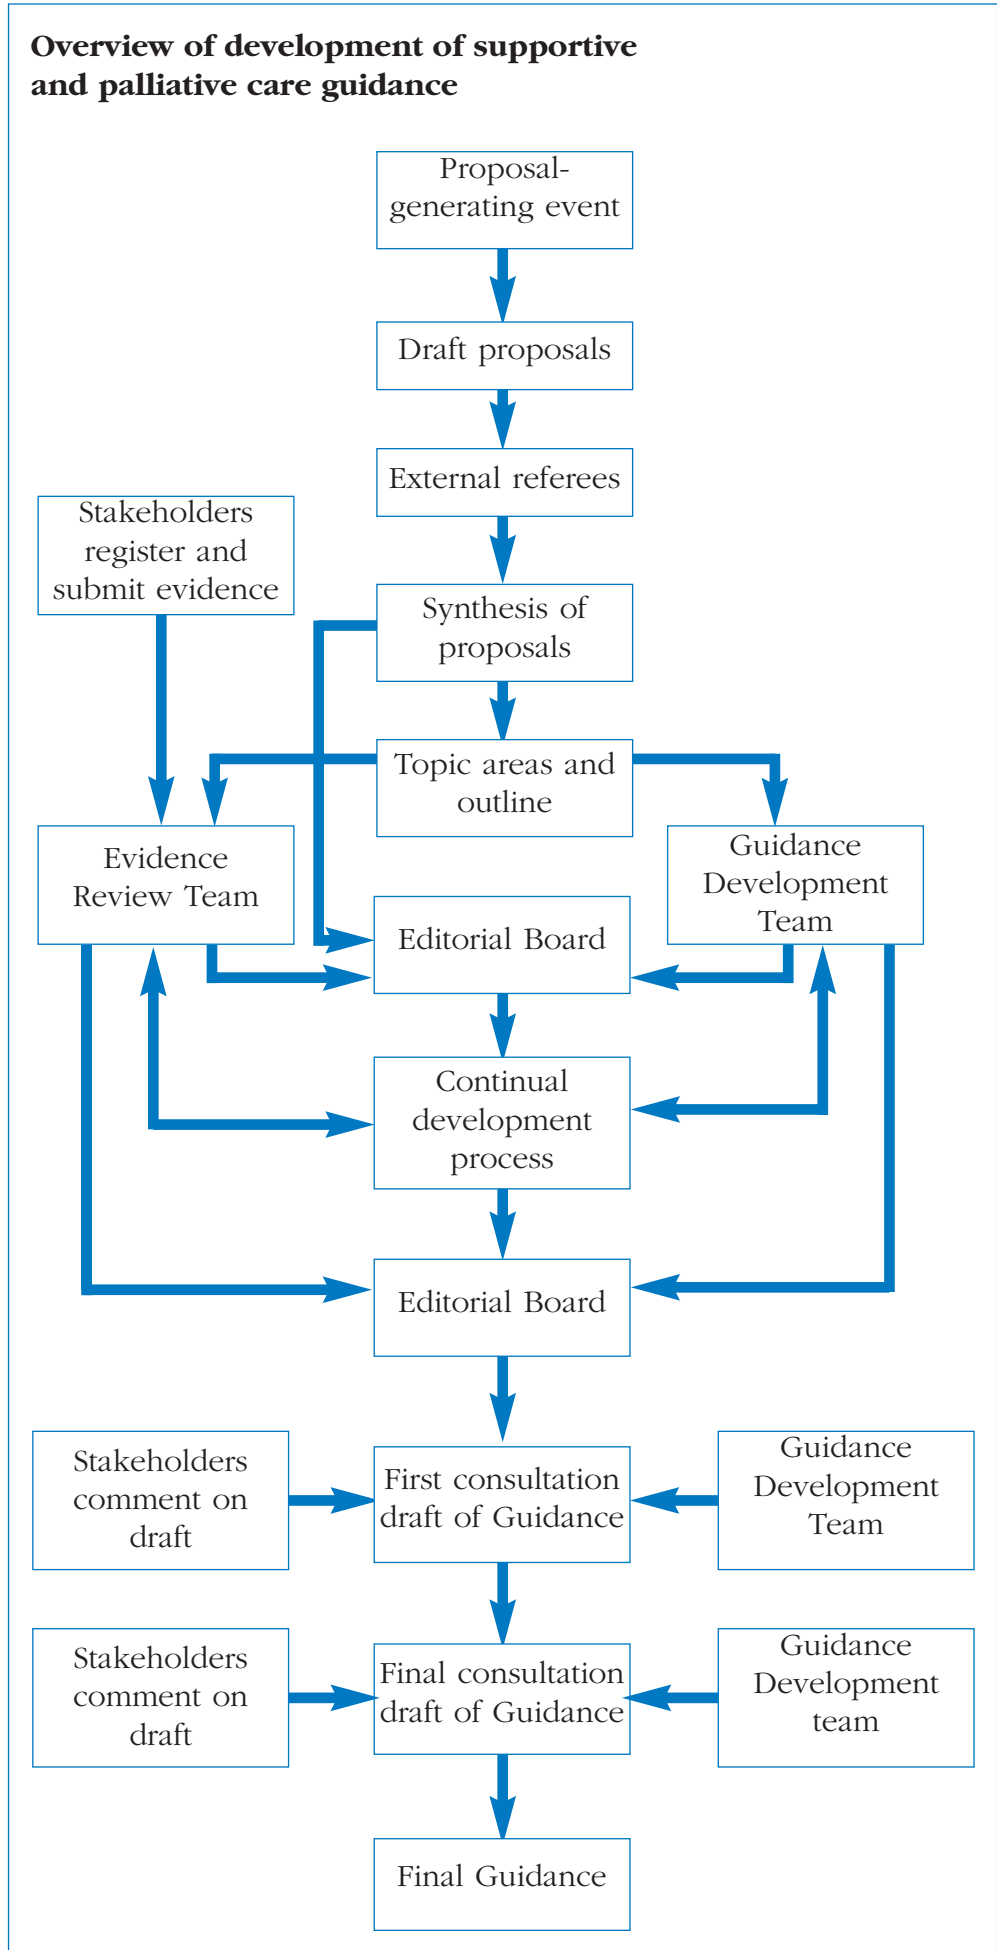 Overview of development of supportive
and palliative care guidance
Proposal-
generating event
Draft proposals
External referees
Stakeholders
register and
submit evidence
Synthesis of
proposals
Topic areas and
outline
Evidence
Review Team
Guidance
Development
Team
Editorial Board
Continual
development
process
Editorial Board
Stakeholders
comment on
draft
First consultation
draft of Guidance
Guidance
Development
Team
Stakeholders
comment on
draft
Final consultation
draft of Guidance
Guidance
Development
team
Final Guidance